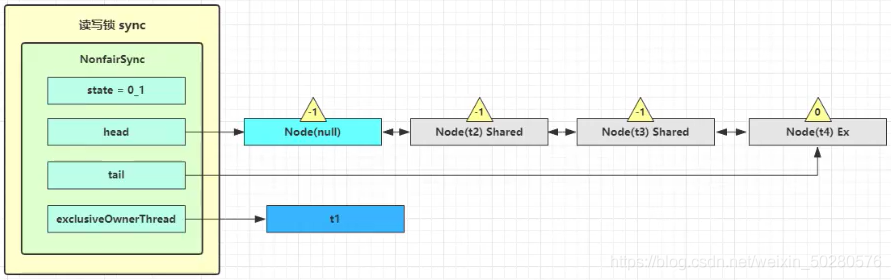 读写锁 sync
NonfairSync
state = 0_1
head
tail
exclusiveOwnerThread
-1
Node(null)
-1
Node(t2) Shared
-1
Node(t3) Shared
0
Node(t4) Ex
t1
https://blog.csdn.net/weixin_50280576